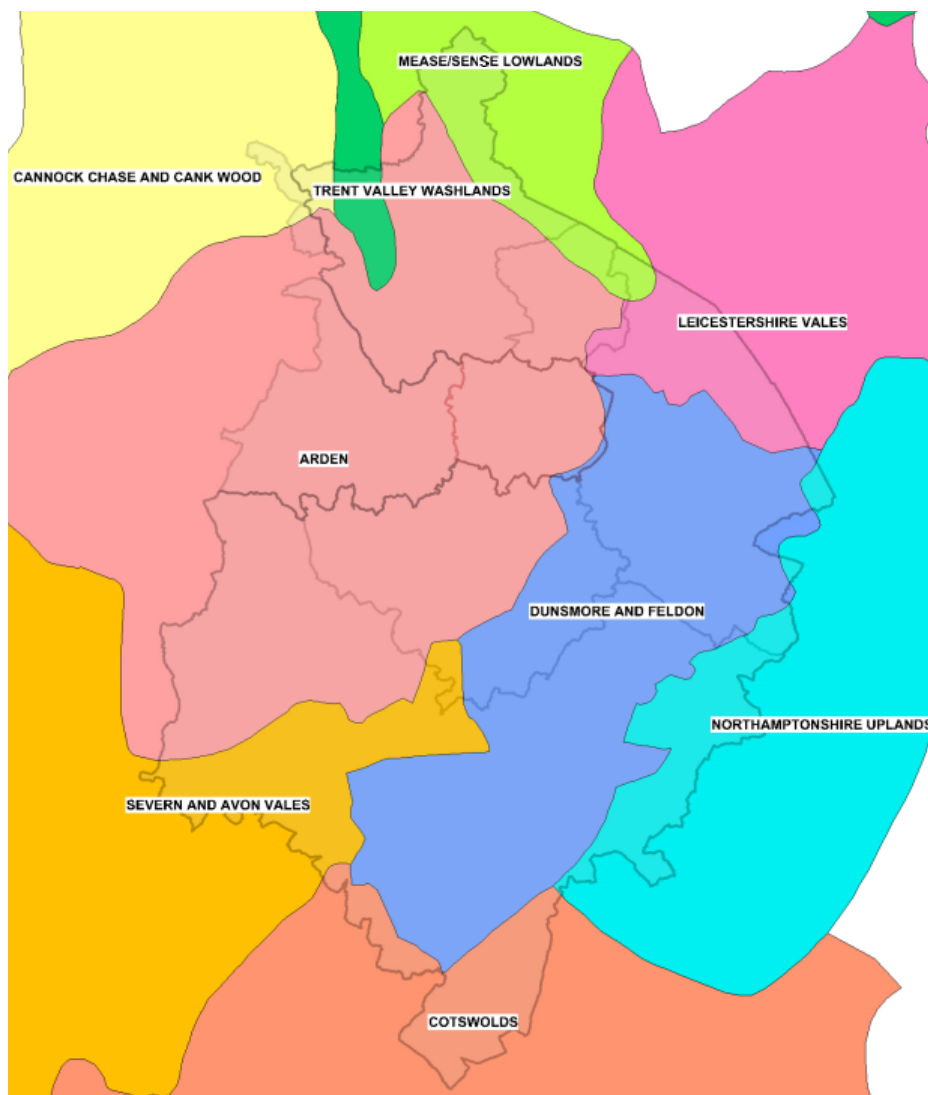 MEASE/SENSE LOWLANDS
CANNOCK CHASE AND CANK WOOD
TRENT VALLEY WASHLANDS
LEICESTERSHIRE VALES
ARDEN
DUNSMORE AND FELDON
NORTHAMPTONSHIRE UPLANDS
SEVERN AND AVON VALES
COTSWOLDS